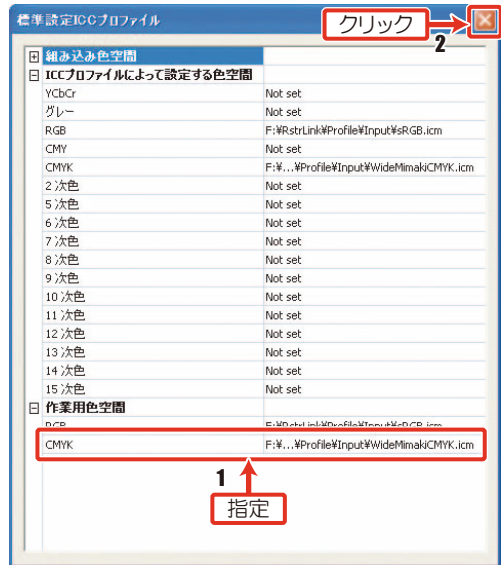 標準設定ICCプロファイル
クリック
2
組み込み色空間
ICCプロファイルによって設定する色空間
YCbCr Not set
グレー Not set
RGB F:¥RstrLink¥Profile¥Input¥sRGB.icm
CMY Not set
CMYK F:¥...¥Profile¥Input¥WideMimakiCMYK.icm
2次色 Not set
5次色 Not set
6次色 Not set
7次色 Not set
8次色 Not set
9次色 Not set
10次色 Not set
11次色 Not set
12次色 Not set
13次色 Not set
14次色 Not set
15次色 Not set
作業用色空間
RGB F:¥RstrLink¥Profile¥Input¥sRGB.icm
CMYK F:¥...¥Profile¥Input¥WideMimakiCMYK.icm
1
指定